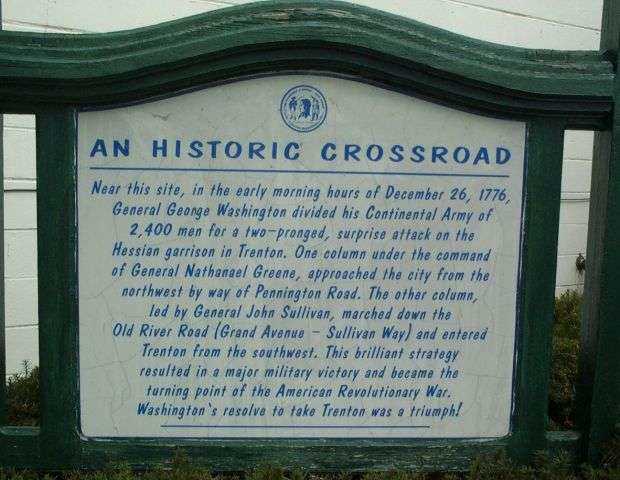 AN HISTORIC CROSSROAD
Near this site, in the early morning hours of December 26, 1776,
General George Washington divided his Continental Army of
2,400 men for a two-pronged, surprise attack on the
Hessian garrison in Trenton. One column under the command
of General Nathanael Greene, approached the city from the
northwest by way of Pennington Road. The other column,
led by General John Sullivan, marched down the
Old River Road (Grand Avenue - Sullivan Way) and entered
Trenton from the southwest. This brilliant strategy
resulted in a major military victory and became the
turning point of the American Revolutionary War.
Washington's resolve to take Trenton was a triumph!